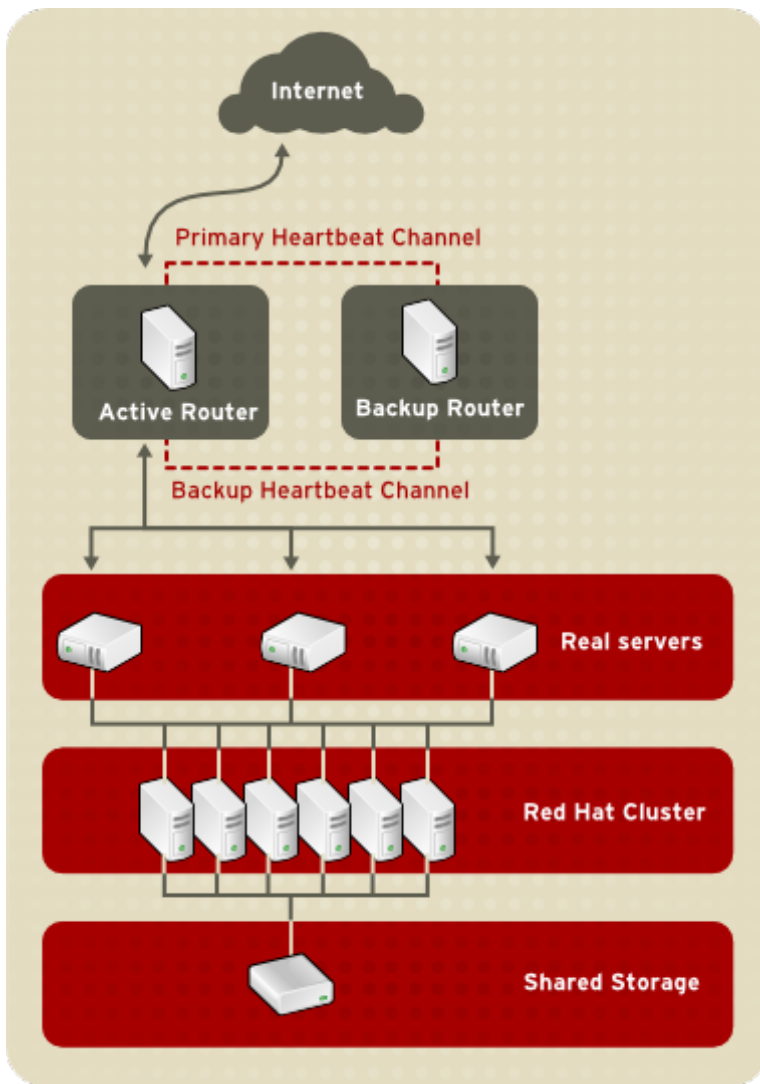 Internet
Primary Heartbeat Channel
Active Router
Backup Router
Backup Heartbeat Channel
Real servers
Red Hat Cluster
Shared Storage